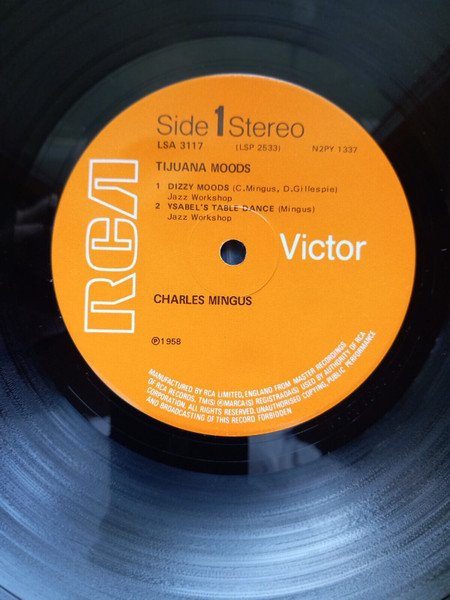 Side 1 Stereo
LSA 3117 (LSP 2533) N2PY 1337
TIJUANA MOODS
1 DIZZY MOODS (C.Mingus, D.Gillespie)
Jazz Workshop
2 YSABEL'S TABLE DANCE (Mingus)
Jazz Workshop
RCA
Victor
CHARLES MINGUS
℗1958
MANUFACTURED BY RCA LIMITED, ENGLAND FROM MASTER RECORDINGS
OF RCA RECORDS, TM(S) ®MARCA(S) REGISTRADA(S) USED BY AUTHORITY OF RCA
CORPORATION. ALL RIGHTS RESERVED. UNAUTHORISED COPYING, PUBLIC PERFORMANCE
AND BROADCASTING OF THIS RECORD FORBIDDEN